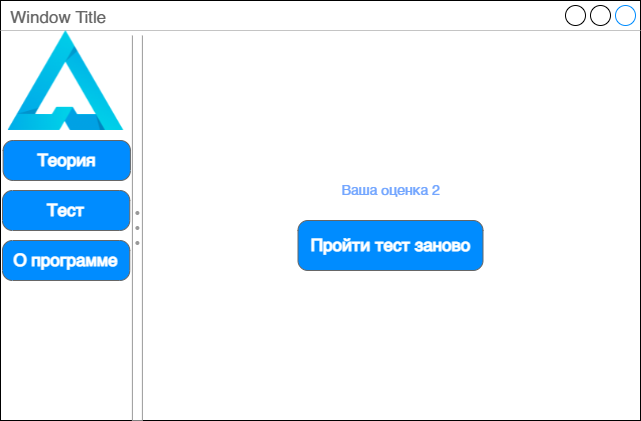 Window Title
Теория
Тест
О программе
Ваша оценка 2
Пройти тест заново